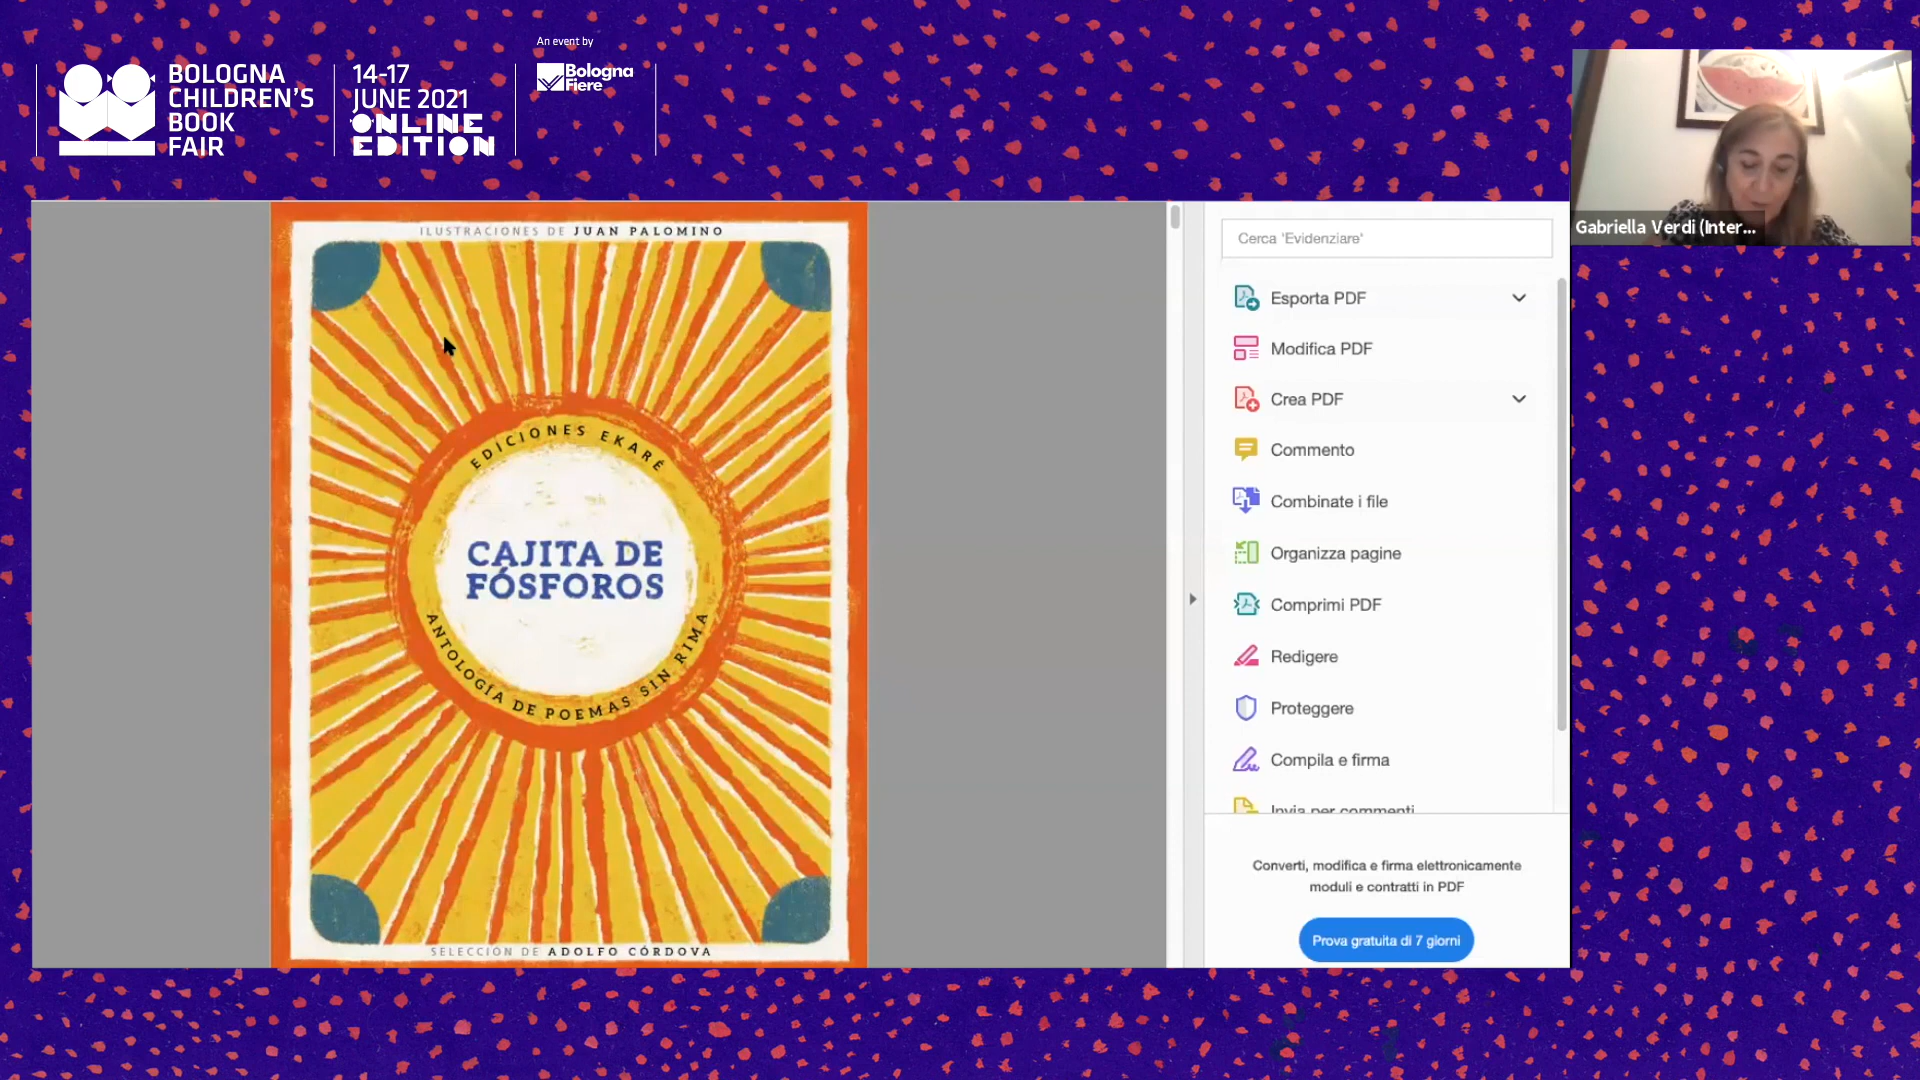 An event by
BOLOGNA
CHILDREN'S
BOOK
FAIR
14-17
JUNE 2021
ONLINE
EDITION
Bologna
Fiere
Gabriella Verdi (Inter...
ILUSTRACIONES DE JUAN PALOMINO
EDICIONES EKARÉ
CAJITA DE
FÓSFOROS
ANTOLOGÍA DE POEMAS SIN RIMA
SELECCIÓN DE ADOLFO CÓRDOVA
Cerca 'Evidenziare'
Esporta PDF
Modifica PDF
Crea PDF
Commento
Combinate i file
Organizza pagine
Comprimi PDF
Redigere
Proteggere
Compila e firma
Invia per commenti
Converti, modifica e firma elettronicamente
moduli e contratti in PDF
Prova gratuita di 7 giorni